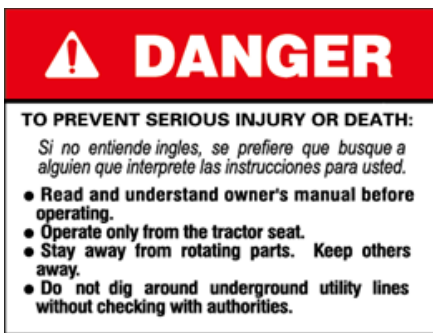 DANGER
TO PREVENT SERIOUS INJURY OR DEATH:
Si no entiende ingles, se prefiere que busque a
alguien que interprete las instrucciones para usted.
● Read and understand owner's manual before
operating.
● Operate only from the tractor seat.
● Stay away from rotating parts. Keep others
away.
● Do not dig around underground utility lines
without checking with authorities.